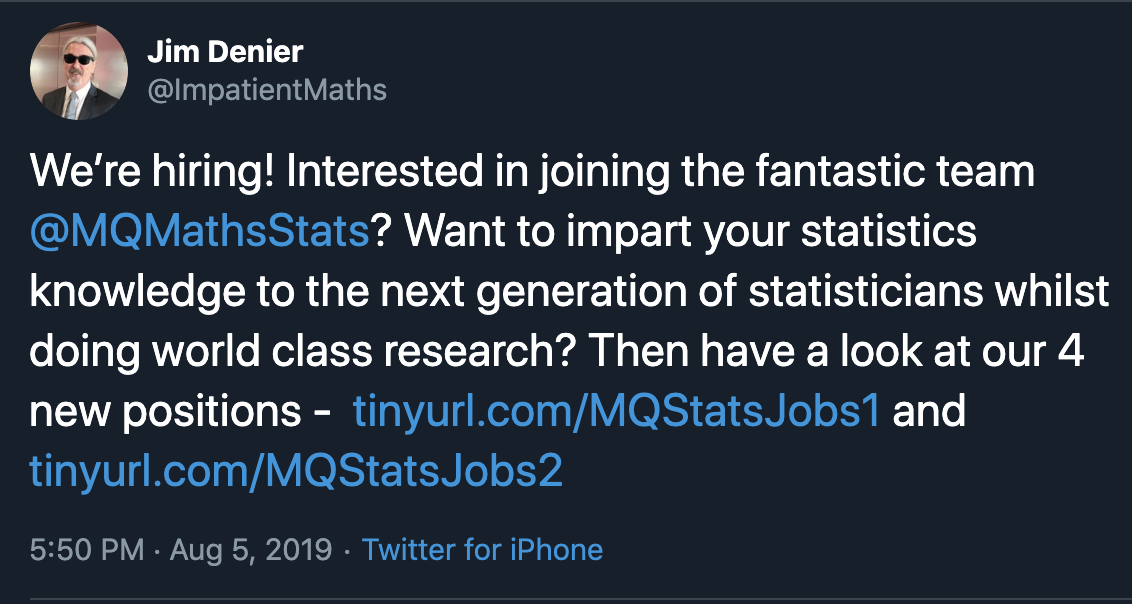 Jim Denier
@ImpatientMaths
We’re hiring! Interested in joining the fantastic team
@MQMathsStats? Want to impart your statistics
knowledge to the next generation of statisticians whilst
doing world class research? Then have a look at our 4
new positions -  tinyurl.com/MQStatsJobs1 and
tinyurl.com/MQStatsJobs2
5:50 PM · Aug 5, 2019 · Twitter for iPhone